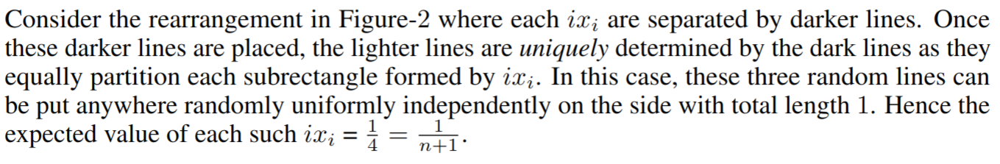 Consider the rearrangement in Figure-2 where each $ix_i$ are separated by darker lines. Once
these darker lines are placed, the lighter lines are uniquely determined by the dark lines as they
equally partition each subrectangle formed by $ix_i$. In this case, these three random lines can
be put anywhere randomly uniformly independently on the side with total length 1. Hence the
expected value of each such $ix_i$ = $\frac{1}{4} = \frac{1}{n+1}$.